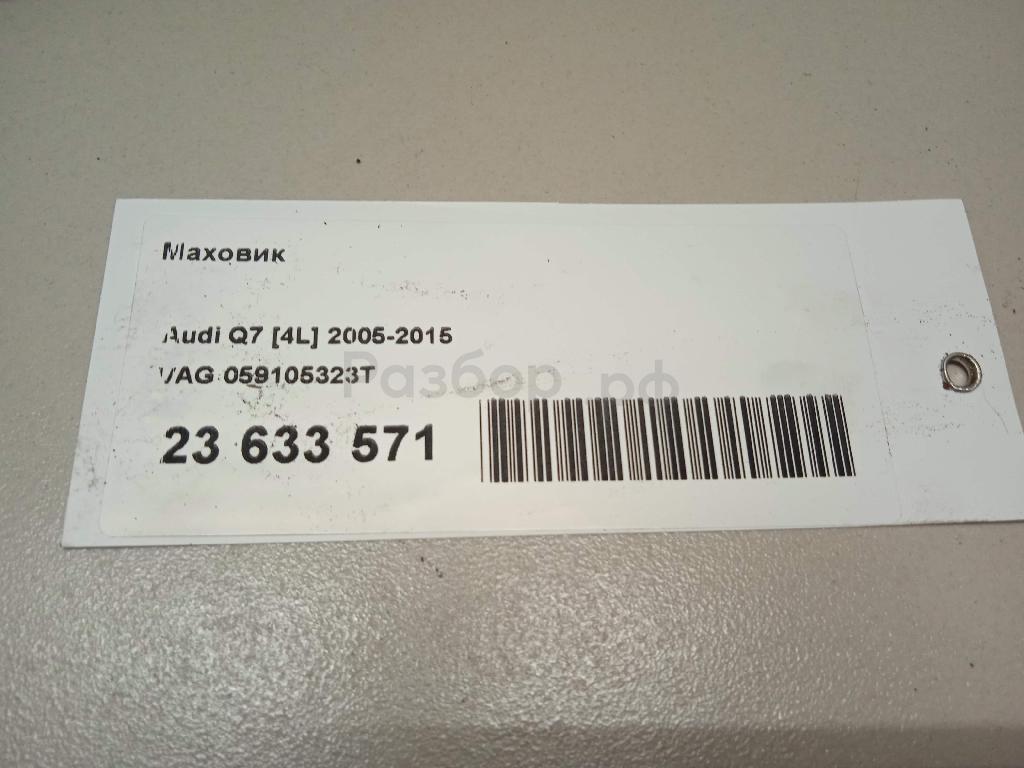 Маховик
Audi Q7 [4L] 2005-2015
VAG 059105323T
Разбор.рф
23 633 571